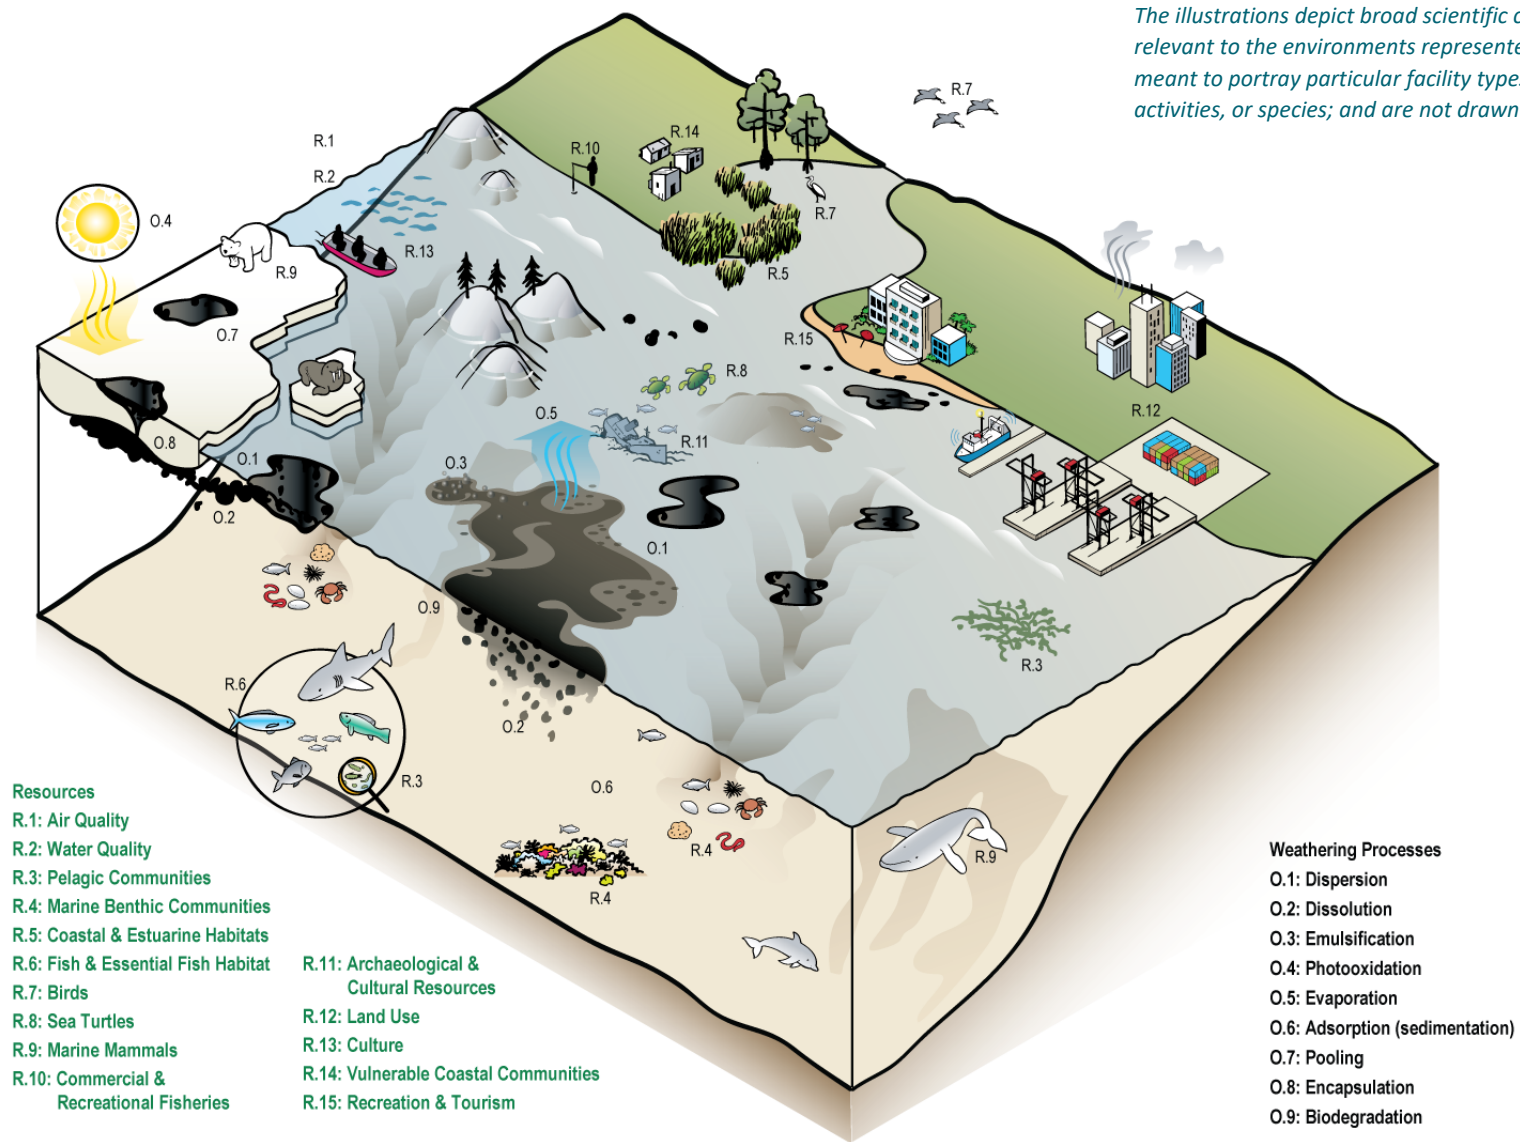 The illustrations depict broad scientific
relevant to the environments
meant to portray particular facility
activities, or species; and are not drawn
R.7
R.14
R.1
R.10
R.2
R.7
O.4
R.13
R.9
R.5
O.7
R.15
R.8
R.12
O.5
R.11
O.8
O.1
O.3
O.2
O.1
O.9
R.3
R.6
O.2
R.3
O.6
R.4
R.9
R.4
Resources
R.1: Air Quality
R.2: Water Quality
R.3: Pelagic Communities
R.4: Marine Benthic Communities
R.5: Coastal & Estuarine Habitats
R.6: Fish & Essential Fish Habitat
R.7: Birds
R.8: Sea Turtles
R.9: Marine Mammals
R.10: Commercial &
Recreational Fisheries
R.11: Archaeological &
Cultural Resources
R.12: Land Use
R.13: Culture
R.14: Vulnerable Coastal Communities
R.15: Recreation & Tourism
Weathering Processes
O.1: Dispersion
O.2: Dissolution
O.3: Emulsification
O.4: Photooxidation
O.5: Evaporation
O.6: Adsorption (sedimentation)
O.7: Pooling
O.8: Encapsulation
O.9: Biodegradation